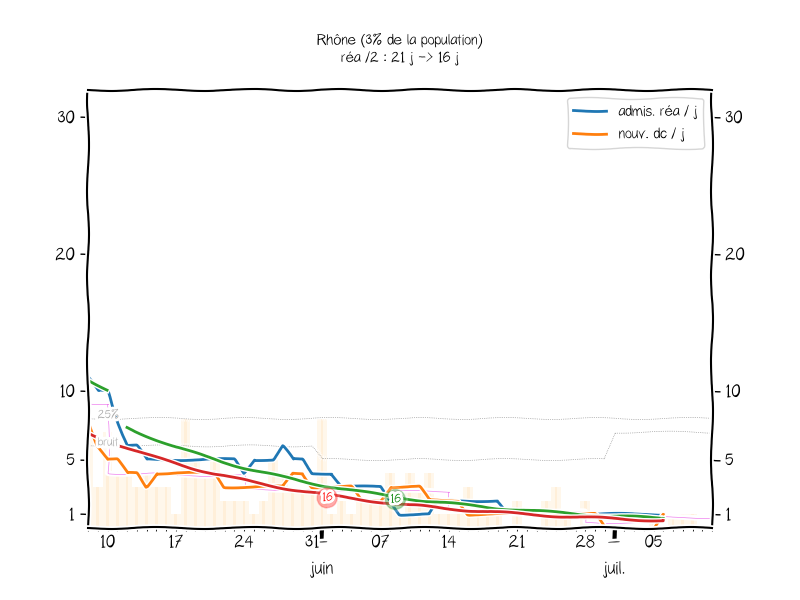 Rhône (3% de la population)
réa /2 : 21 j -> 16 j
admis. réa / j
nouv. dc / j
30
30
20
20
10
10
25%
bruit
5
5
16
16
1
1
10 17 24 31 07 14 21 28 05
juin juil.